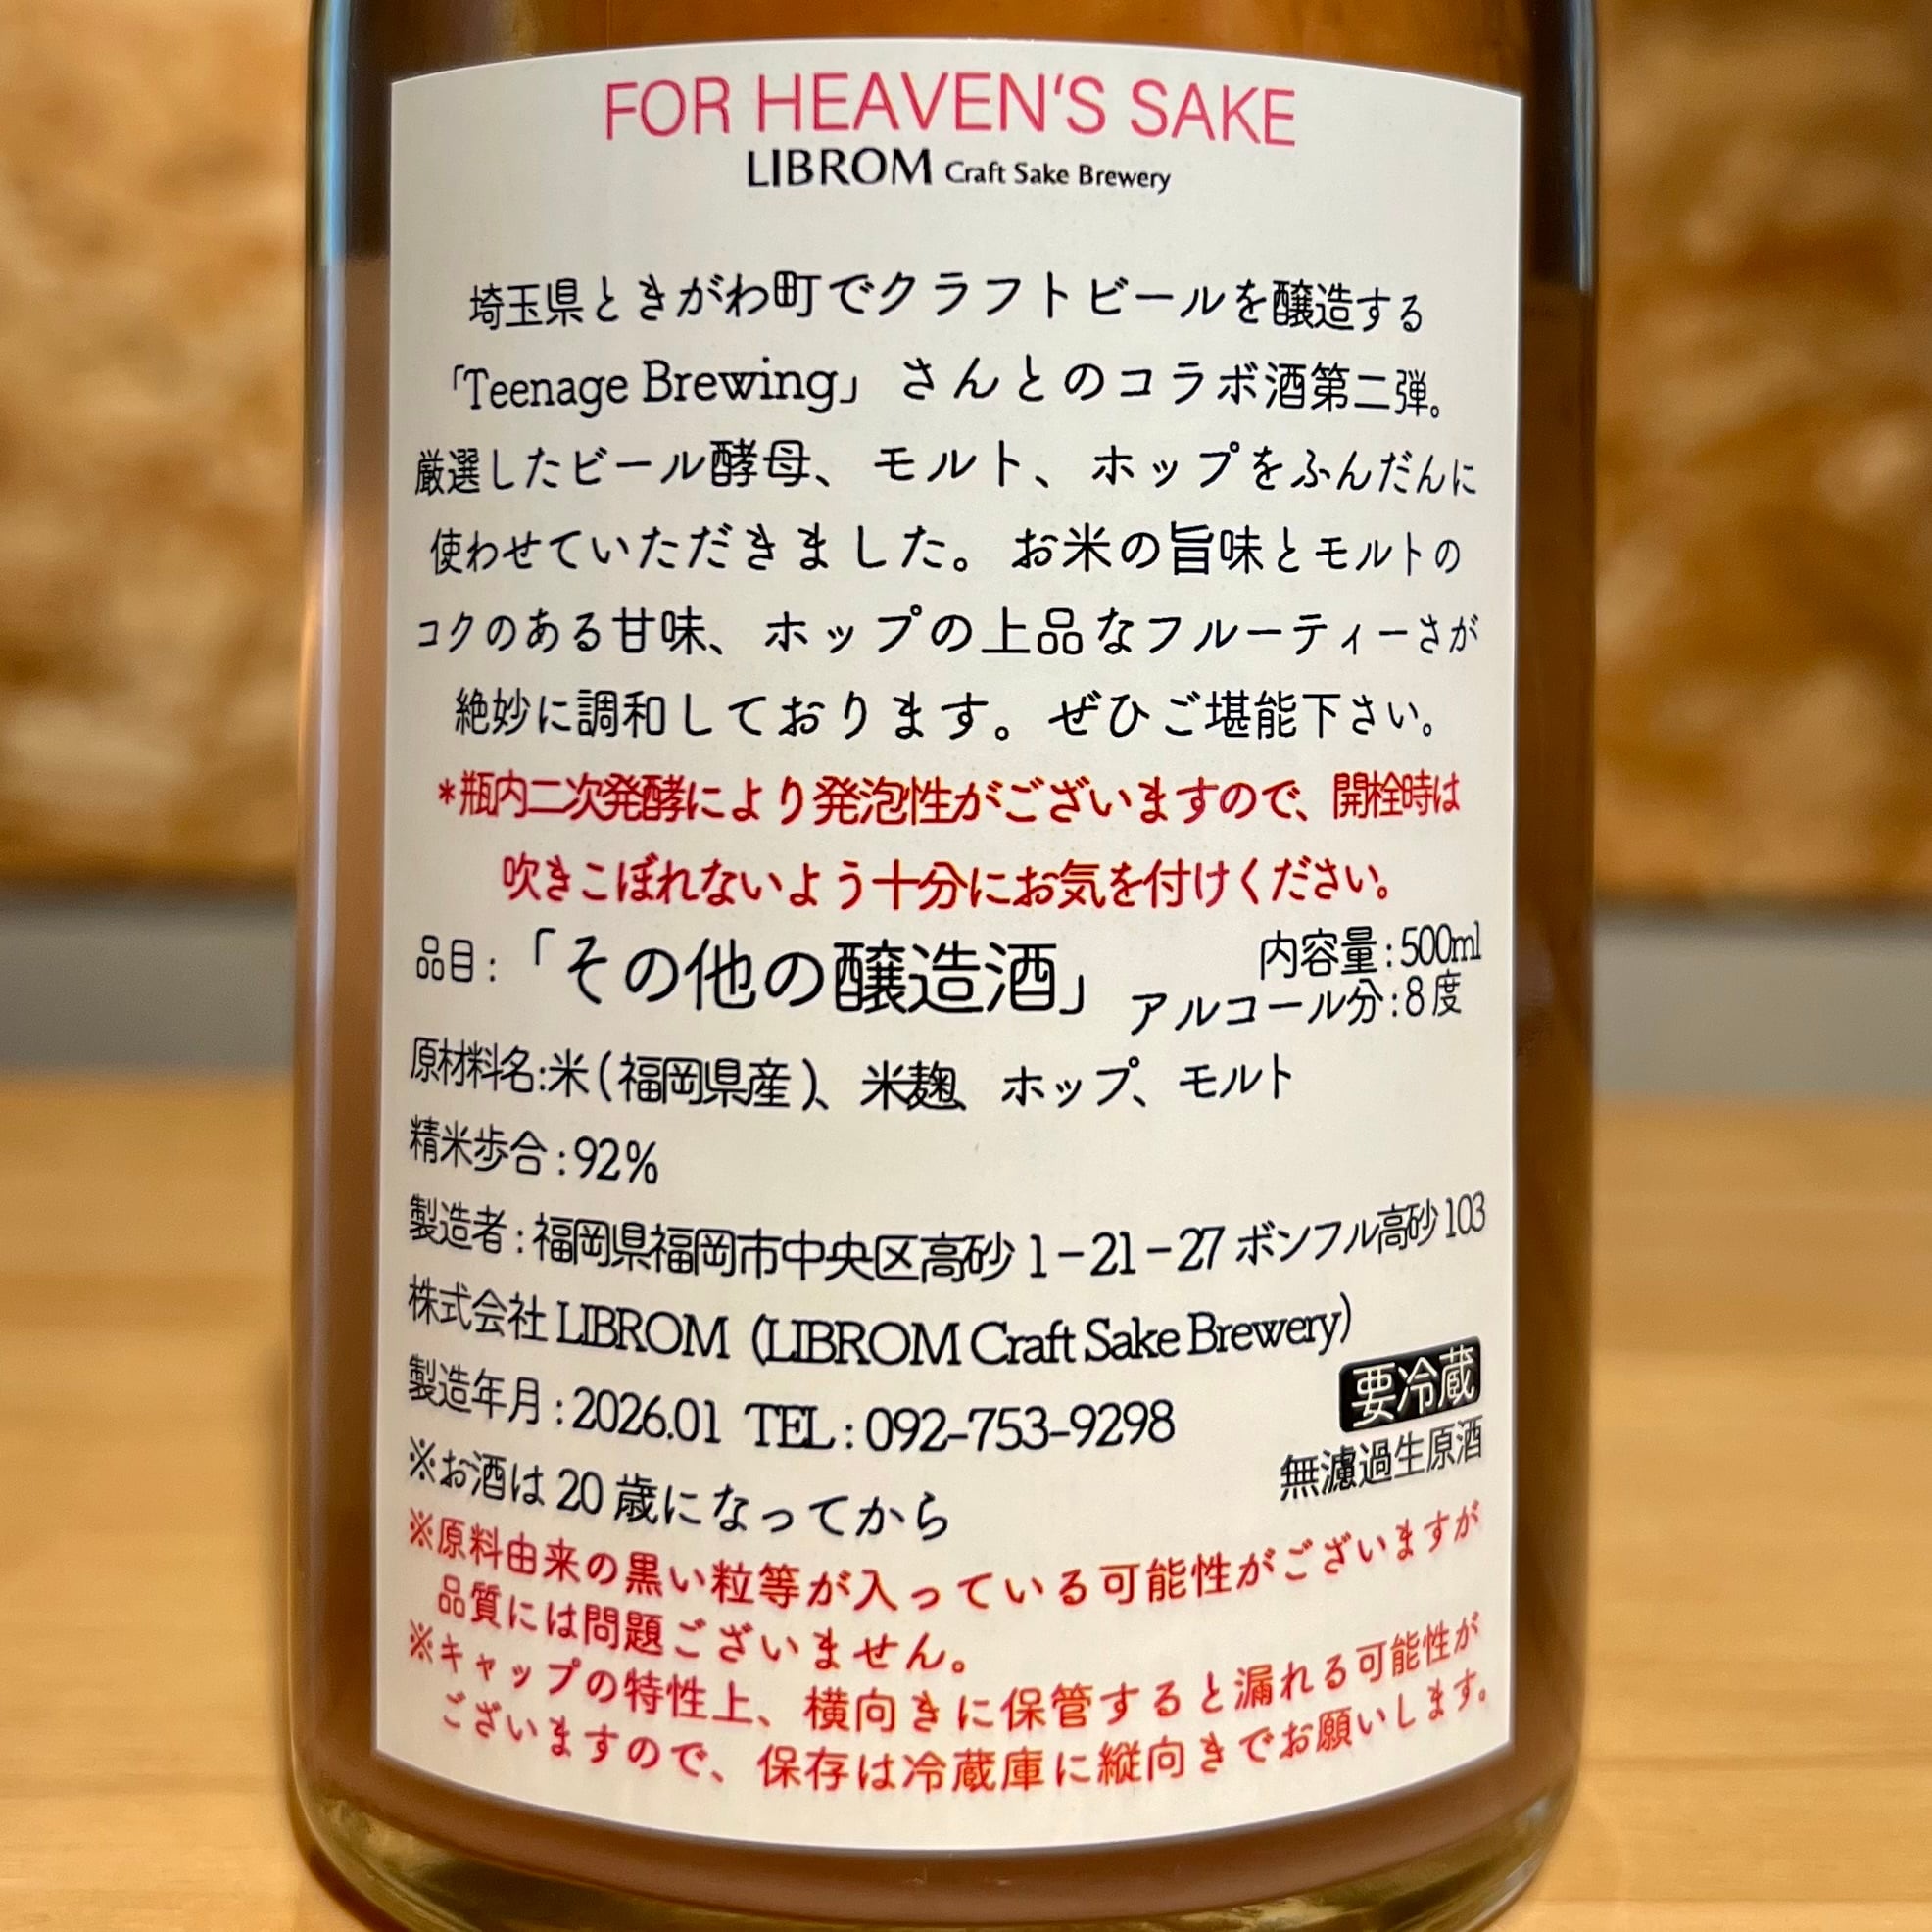 FOR HEAVEN'S SAKE
LIBROM Craft Sake Brewery
埼玉県ときがわ町でクラフトビールを醸造する
「Teenage Brewing」さんとのコラボ酒第二弾。
厳選したビール酵母、モルト、ホップをふんだんに
使わせていただきました。お米の旨味とモルトの
コクのある甘味、ホップの上品なフルーティーさが
絶妙に調和しております。ぜひご堪能下さい。
*瓶内二次発酵により発泡性がございますので、開栓時は
吹きこぼれないよう十分にお気を付けください。
品目:「その他の醸造酒」
内容量:500ml
アルコール分:8度
原材料名:米(福岡県産)、米麹、ホップ、モルト
精米歩合:92%
製造者:福岡県福岡市中央区高砂1-21-27ボンフル高砂103
株式会社LIBROM (LIBROM Craft Sake Brewery)
製造年月:2026.01 TEL:092-753-9298
要冷蔵
無濾過生原酒
※お酒は20歳になってから
※原料由来の黒い粒等が入っている可能性がございますが
品質には問題ございません。
※キャップの特性上、横向きに保管すると漏れる可能性が
ございますので、保存は冷蔵庫に縦向きでお願いします。